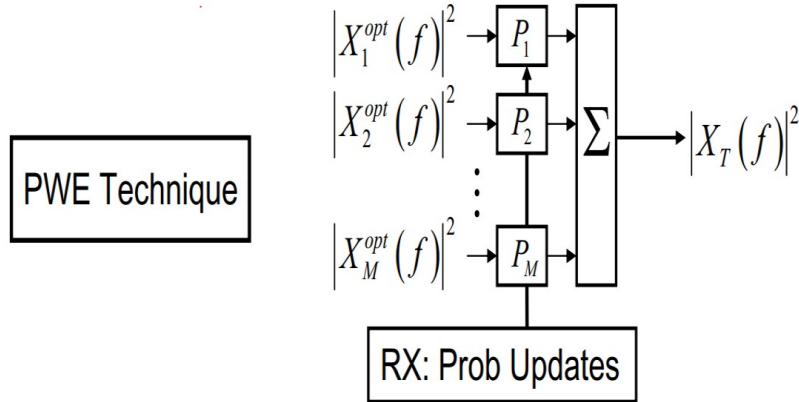 |X_1^{opt}(f)|^2 P_1
|X_2^{opt}(f)|^2 P_2 Σ |X_T(f)|^2
PWE Technique
⋮
|X_M^{opt}(f)|^2 P_M
RX: Prob Updates